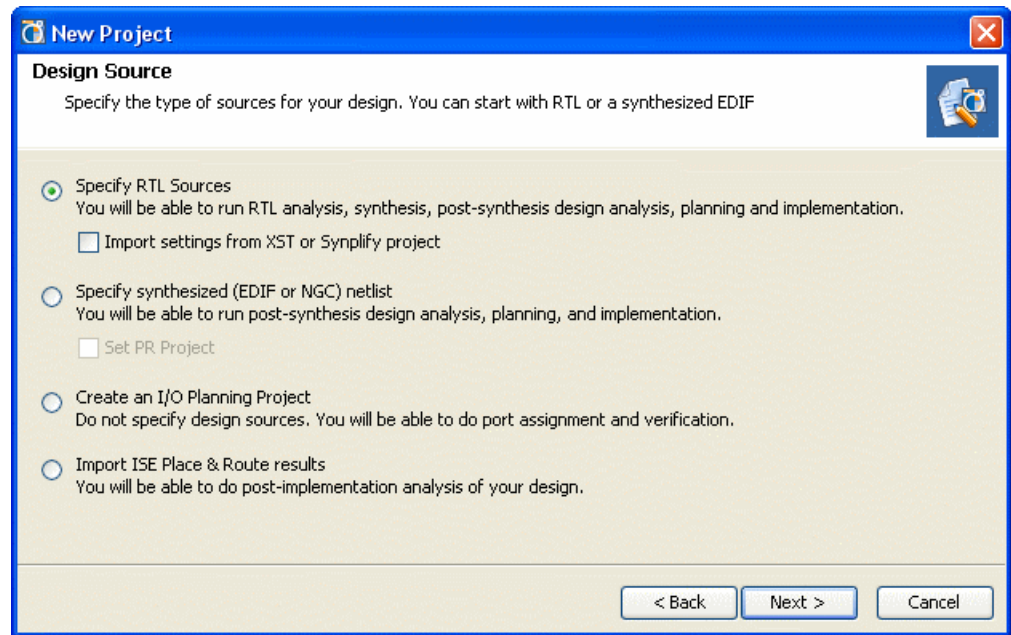 New Project
Design Source
Specify the type of sources for your design. You can start with RTL or a synthesized EDIF
Specify RTL Sources
You will be able to run RTL analysis, synthesis, post-synthesis design analysis, planning and implementation.
Import settings from XST or Synplify project
Specify synthesized (EDIF or NGC) netlist
You will be able to run post-synthesis design analysis, planning, and implementation.
Set PR Project
Create an I/O Planning Project
Do not specify design sources. You will be able to do port assignment and verification.
Import ISE Place & Route results
You will be able to do post-implementation analysis of your design.
< Back Next > Cancel